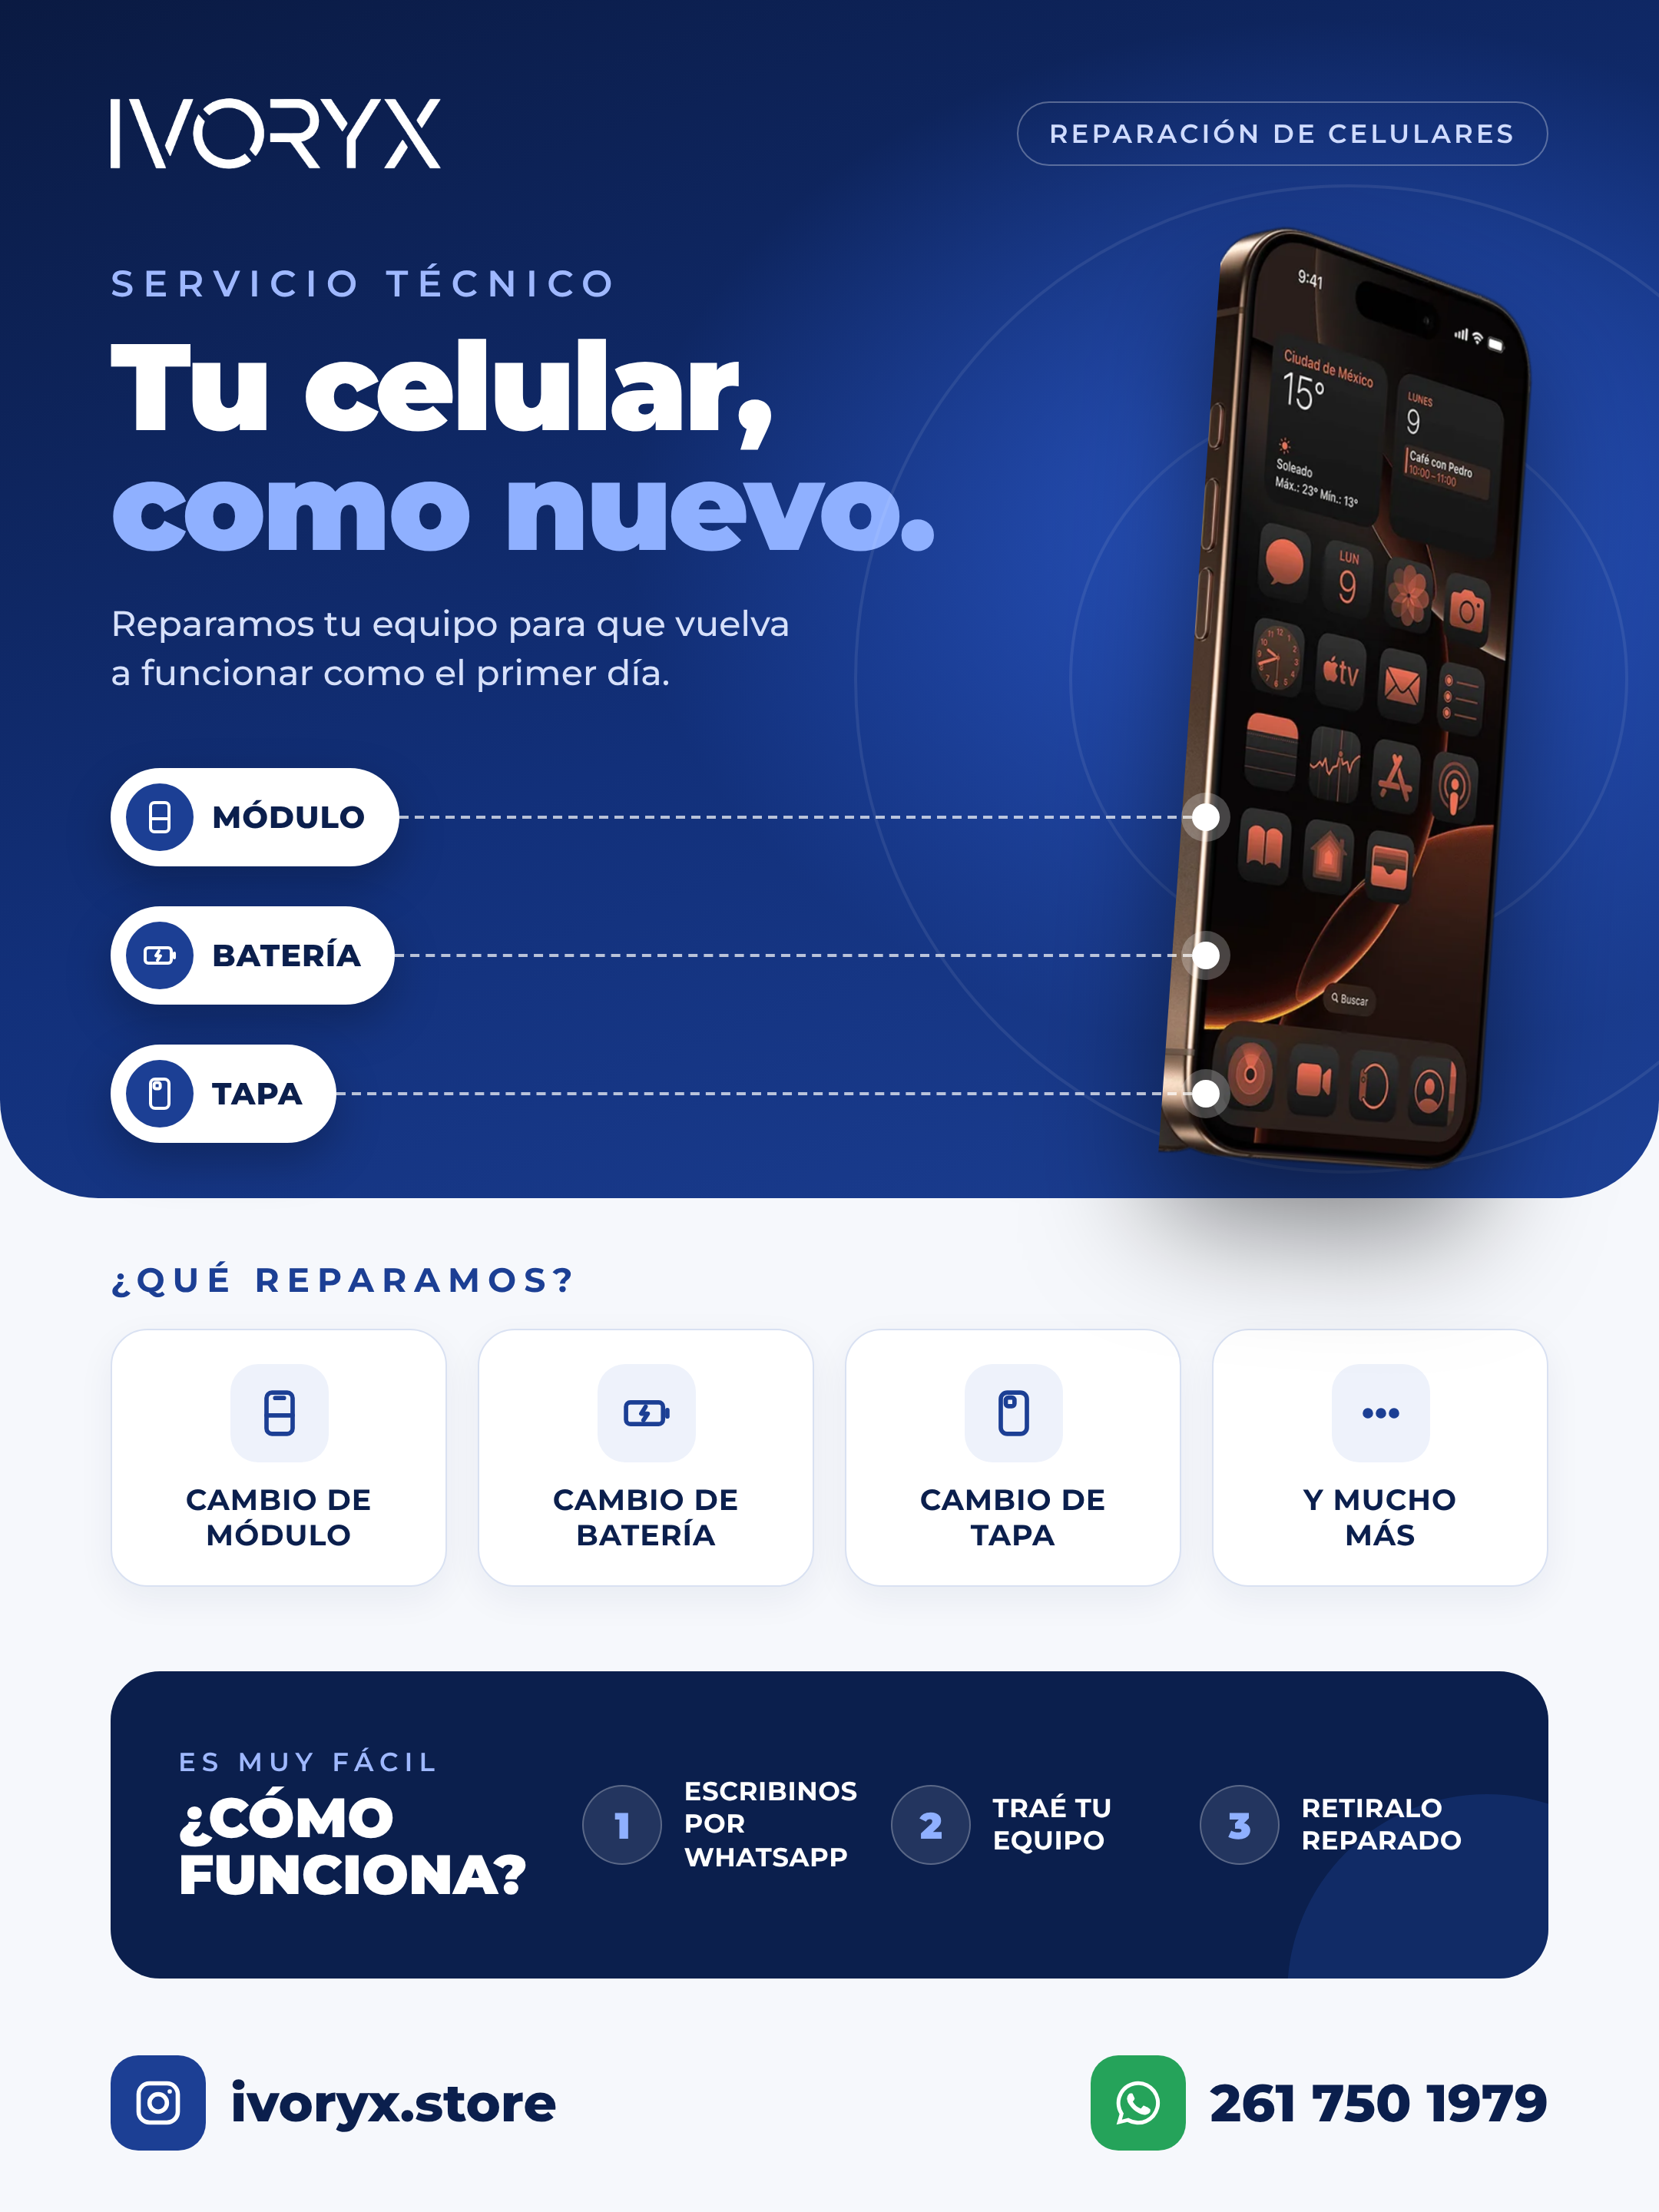 IVORYX
REPARACIÓN DE CELULARES
SERVICIO TÉCNICO
Tu celular,
como nuevo.
Reparamos tu equipo para que vuelva
a funcionar como el primer día.
MÓDULO
BATERÍA
TAPA
9:41
Ciudad de México
15°
Soleado
Máx.: 23° Mín.: 13°
LUNES
9
Café con Pedro
10:00–11:00
LUN
9
tv
Buscar
¿QUÉ REPARAMOS?
CAMBIO DE
MÓDULO
CAMBIO DE
BATERÍA
CAMBIO DE
TAPA
Y MUCHO
MÁS
ES MUY FÁCIL
¿CÓMO
FUNCIONA?
1
ESCRIBINOS
POR
WHATSAPP
2
TRAÉ TU
EQUIPO
3
RETIRALO
REPARADO
ivoryx.store
261 750 1979